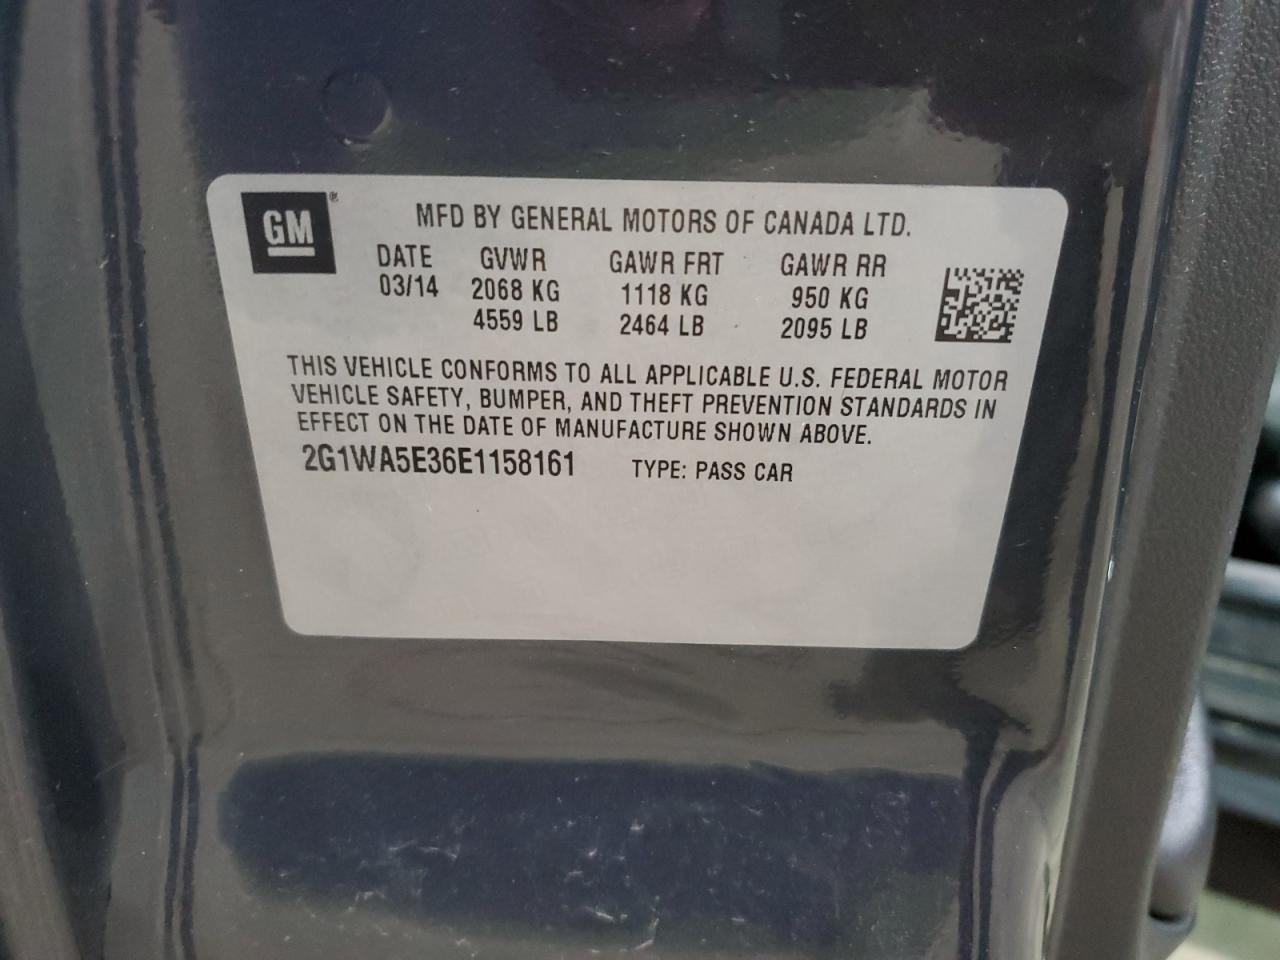 GM®
MFD BY GENERAL MOTORS OF CANADA LTD.
DATE GVWR GAWR FRT GAWR RR
03/14 2068 KG 1118 KG 950 KG
4559 LB 2464 LB 2095 LB
THIS VEHICLE CONFORMS TO ALL APPLICABLE U.S. FEDERAL MOTOR
VEHICLE SAFETY, BUMPER, AND THEFT PREVENTION STANDARDS IN
EFFECT ON THE DATE OF MANUFACTURE SHOWN ABOVE.
2G1WA5E36E1158161 TYPE: PASS CAR